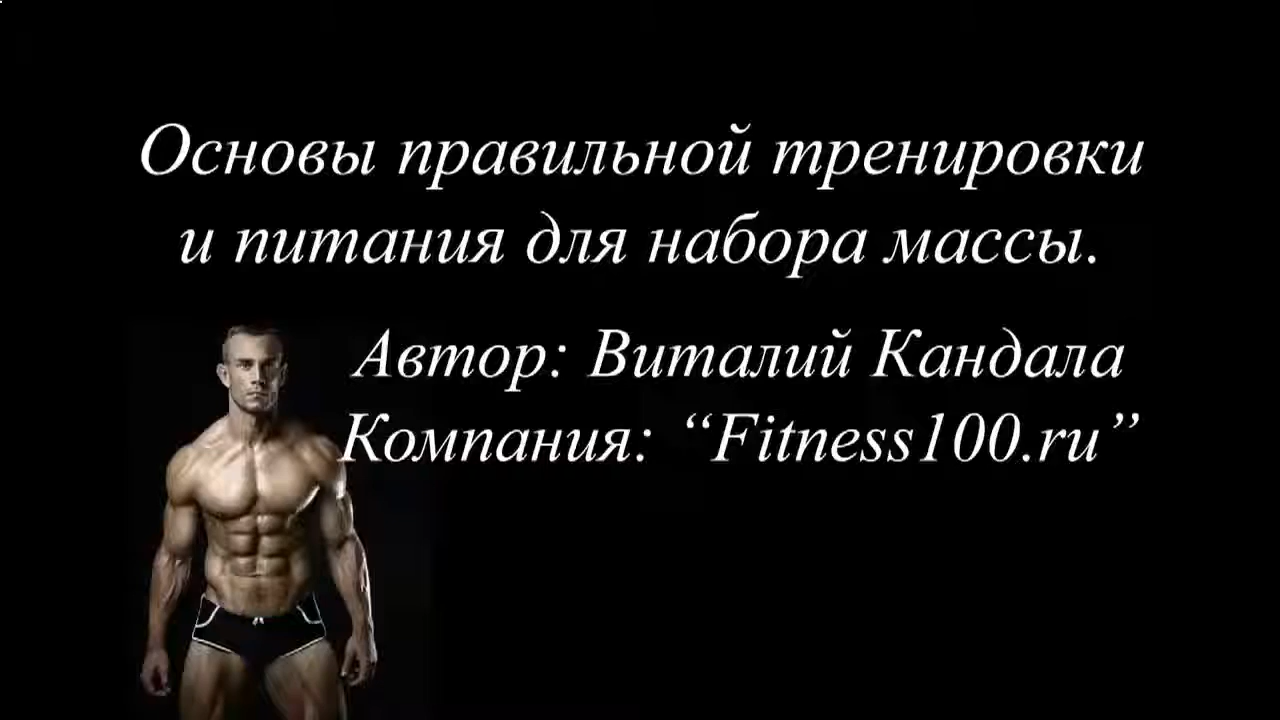 Основы правильной тренировки
и питания для набора массы.
Автор: Виталий Кандала
Компания: “Fitness100.ru”